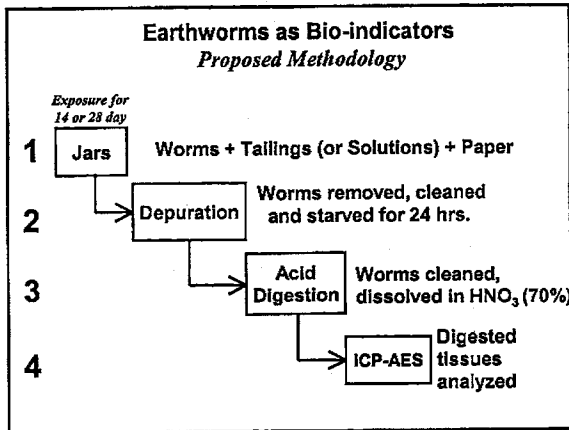 Earthworms as Bio-indicators
Proposed Methodology
Exposure for
14 or 28 day
1
Jars
Worms + Tailings (or Solutions) + Paper
2
Depuration
Worms removed, cleaned
and starved for 24 hrs.
3
Acid
Digestion
Worms cleaned,
dissolved in HNO₃ (70%)
4
ICP-AES
Digested
tissues
analyzed